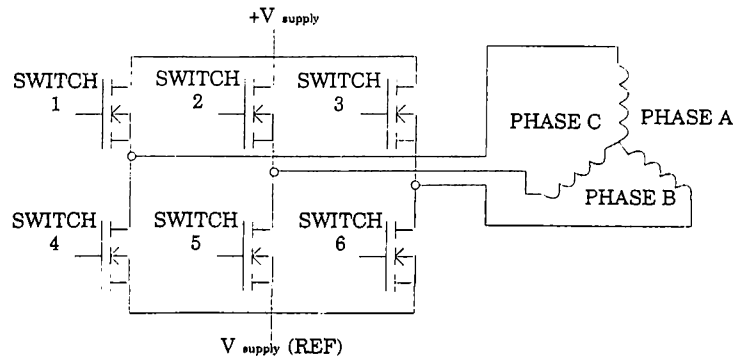 +V supply
SWITCH
1
SWITCH
2
SWITCH
3
PHASE C
PHASE A
PHASE B
SWITCH
4
SWITCH
5
SWITCH
6
V supply (REF)